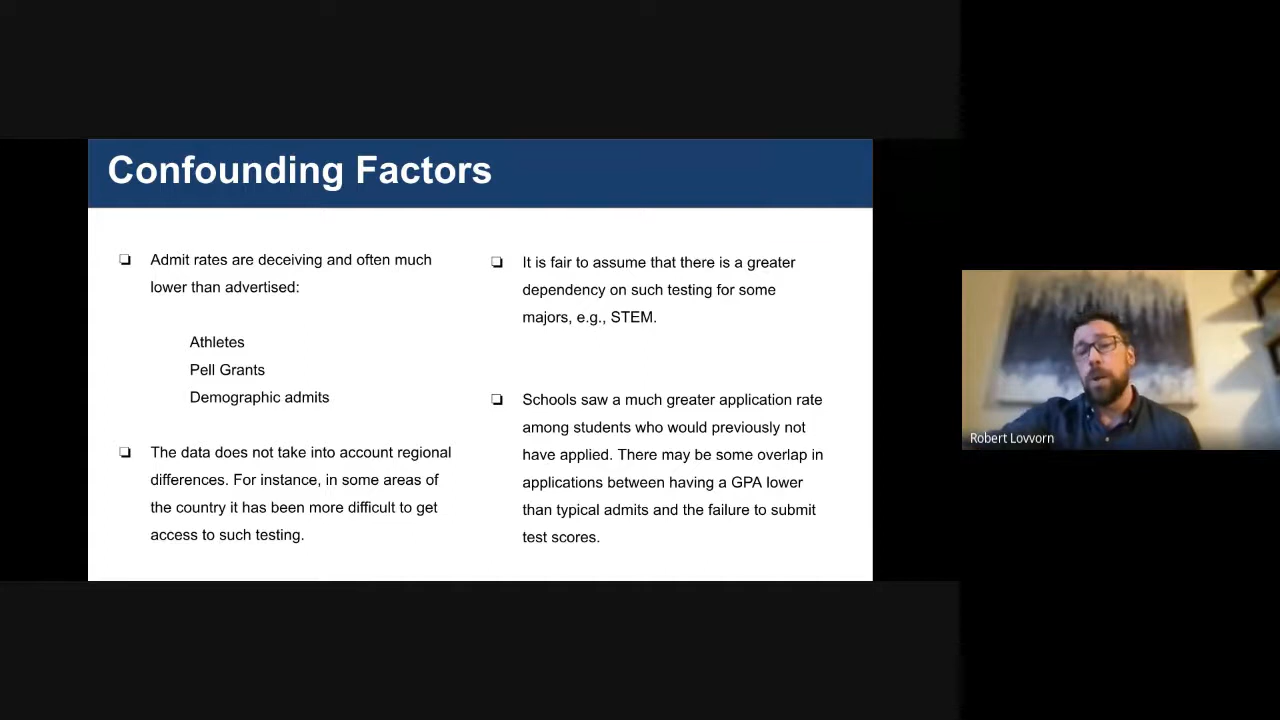 Confounding Factors
❏ Admit rates are deceiving and often much
lower than advertised:
Athletes
Pell Grants
Demographic admits
❏ The data does not take into account regional
differences. For instance, in some areas of
the country it has been more difficult to get
access to such testing.
❏ It is fair to assume that there is a greater
dependency on such testing for some
majors, e.g., STEM.
❏ Schools saw a much greater application rate
among students who would previously not
have applied. There may be some overlap in
applications between having a GPA lower
than typical admits and the failure to submit
test scores.
Robert Lovvorn